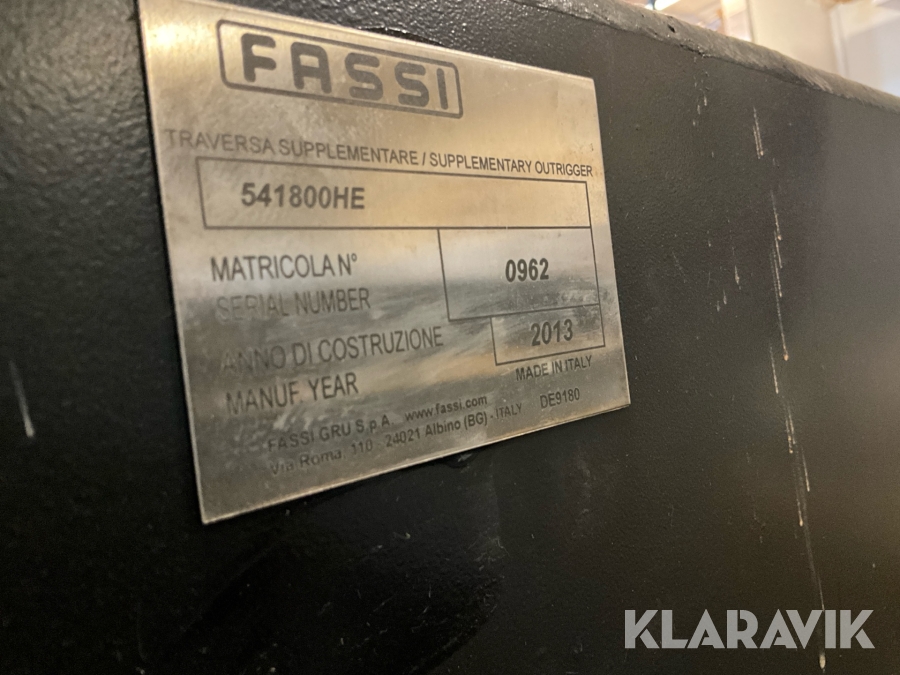 FASSI
TRAVERSA SUPPLEMENTARE / SUPPLEMENTARY OUTRIGGER
541800HE
MATRICOLA N° 0962
SERIAL NUMBER
ANNO DI COSTRUZIONE 2013
MANUF. YEAR
MADE IN ITALY
FASSI GRU S.p.A. www.fassi.com DE9180
Via Roma, 110 - 24021 Albino (BG) - ITALY
KLARAVIK